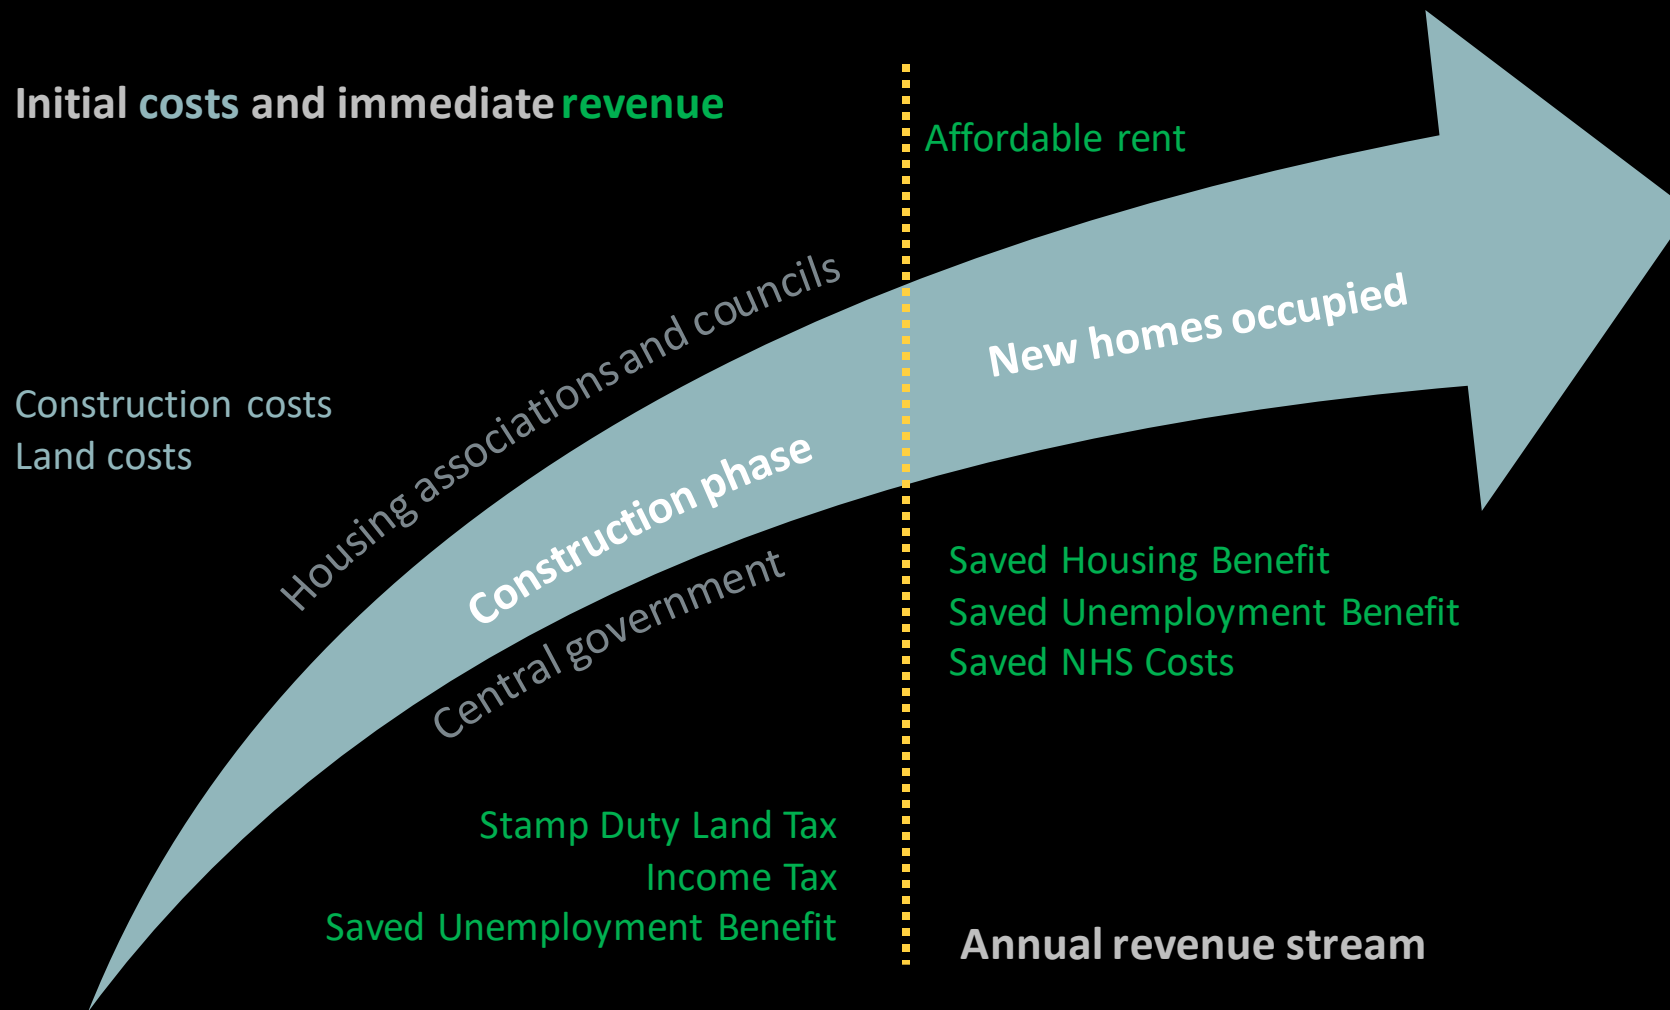 Initial costs and immediate revenue
Affordable rent
Housing associations and councils
New homes occupied
Construction costs
Land costs
Construction phase
Central government
Saved Housing Benefit
Saved Unemployment Benefit
Saved NHS Costs
Stamp Duty Land Tax
Income Tax
Saved Unemployment Benefit
Annual revenue stream